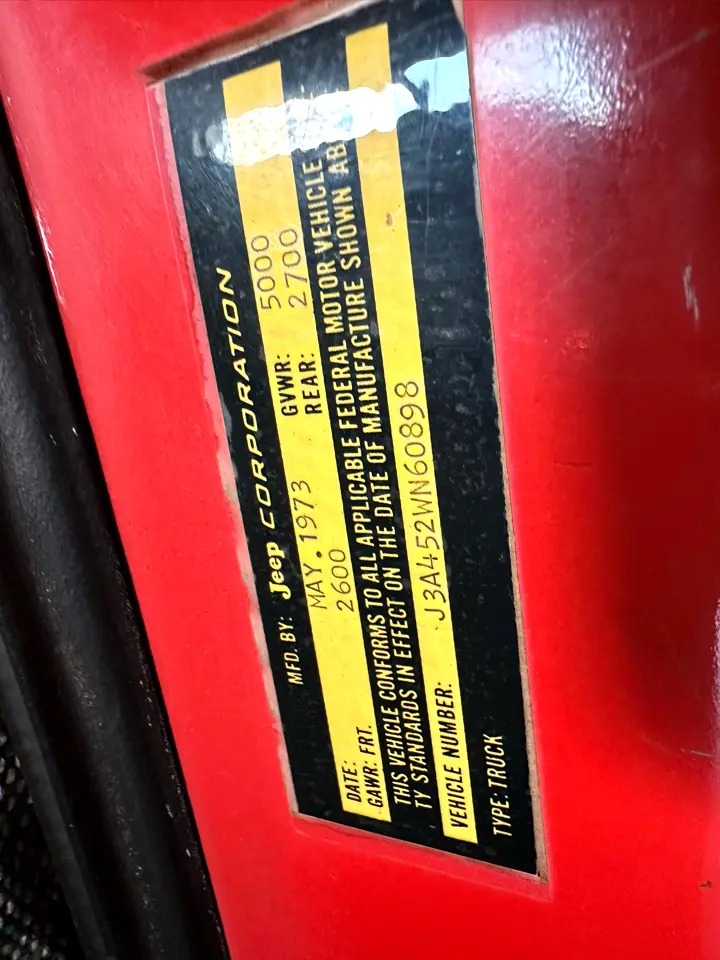 MFD. BY: Jeep CORPORATION
DATE: MAY.1973 GVWR: 5000
GAWR: FRT. 2600 REAR: 2700
THIS VEHICLE CONFORMS TO ALL APPLICABLE FEDERAL MOTOR VEHICLE
TY STANDARDS IN EFFECT ON THE DATE OF MANUFACTURE SHOWN AB
VEHICLE NUMBER: J3A452WN60898
TYPE: TRUCK